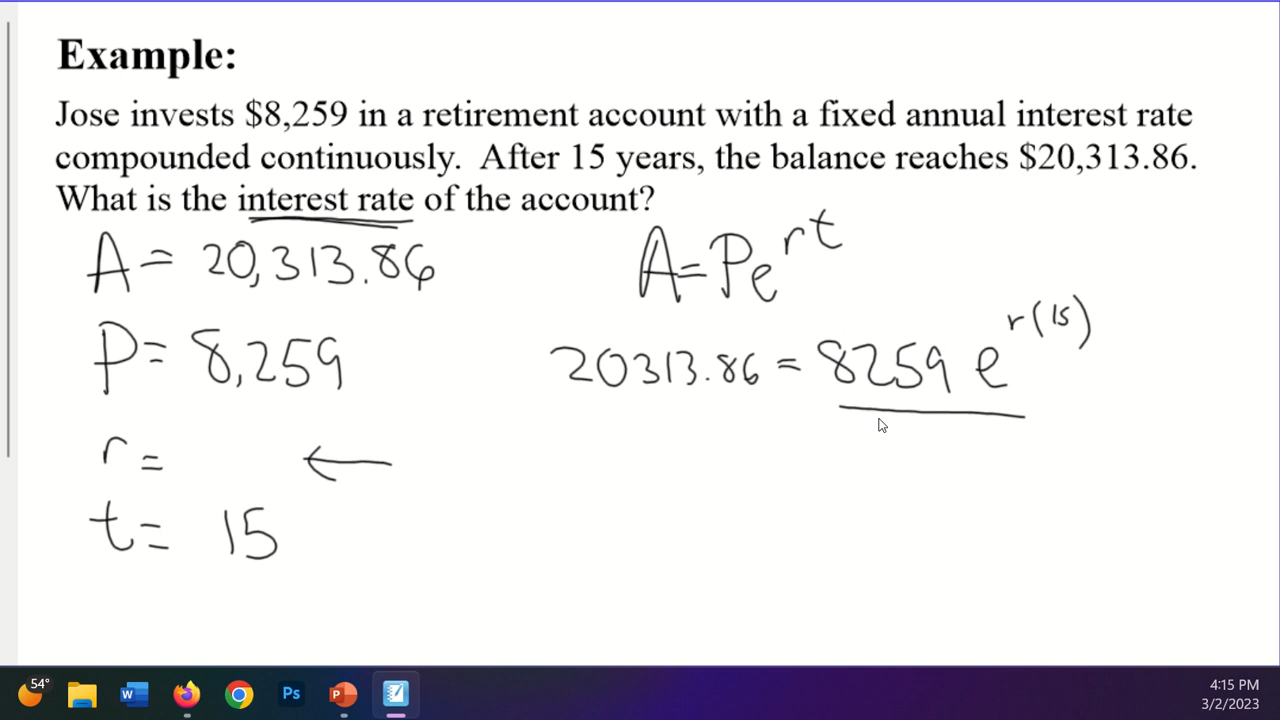 Example:
Jose invests $8,259 in a retirement account with a fixed annual interest rate
compounded continuously. After 15 years, the balance reaches $20,313.86.
What is the interest rate of the account?
A = 20,313.86
A = Pe^rt
P = 8,259
20313.86 = 8259 e^r(15)
r =
t = 15
54°
W
Ps
P
4:15 PM
3/2/2023